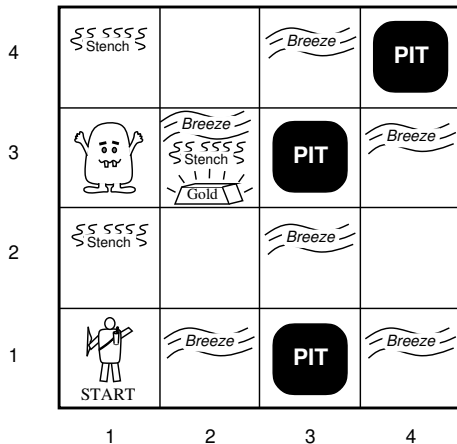 4
Stench
Breeze
PIT
3
Breeze
Stench
Gold
PIT
Breeze
2
Stench
Breeze
1
START
Breeze
PIT
Breeze
1 2 3 4